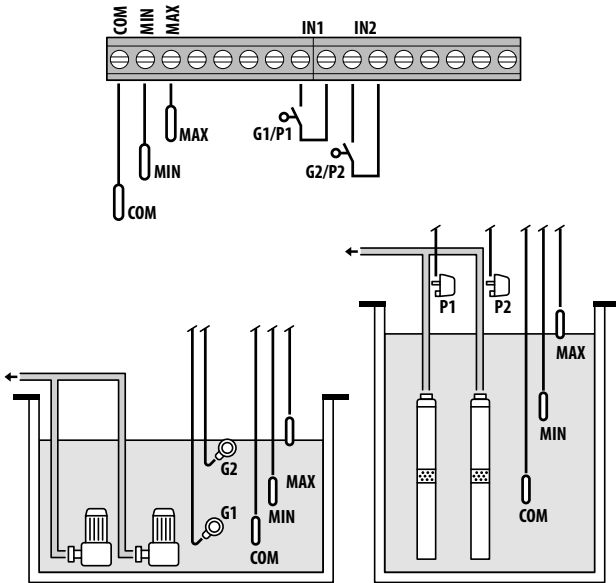 COM MIN MAX IN1 IN2
MAX
G1/P1
MIN
G2/P2
COM
P1 P2
MAX
MIN
COM
G2
MAX
G1
MIN
COM